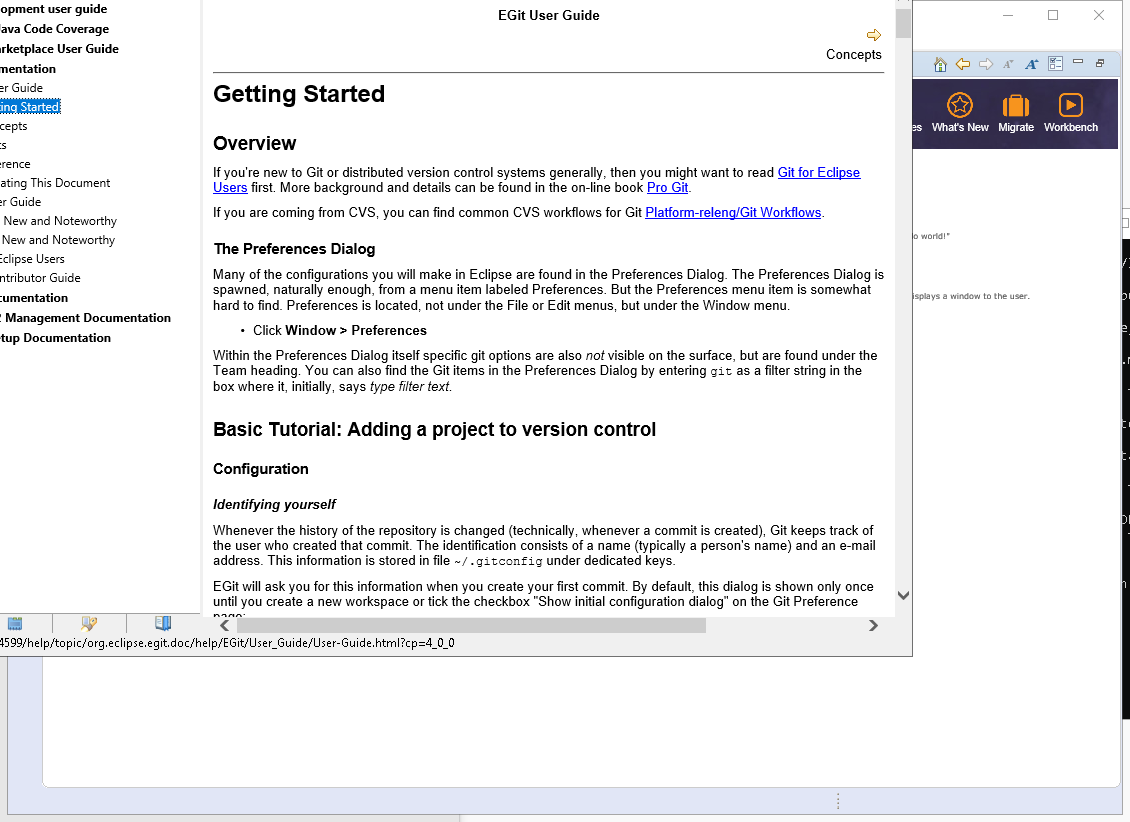 opment user guide
ava Code Coverage
rketplace User Guide
mentation
er Guide
ing Started
cepts
ts
erence
ating This Document
er Guide
New and Noteworthy
New and Noteworthy
Eclipse Users
ntributor Guide
cumentation
Management Documentation
tup Documentation
4599/help/topic/org.eclipse.egit.doc/help/EGit/User_Guide/User-Guide.html?cp=4_0_0
EGit User Guide
Concepts
Getting Started
Overview
If you're new to Git or distributed version control systems generally, then you might want to read Git for Eclipse
Users first. More background and details can be found in the on-line book Pro Git.
If you are coming from CVS, you can find common CVS workflows for Git Platform-releng/Git Workflows.
The Preferences Dialog
Many of the configurations you will make in Eclipse are found in the Preferences Dialog. The Preferences Dialog is
spawned, naturally enough, from a menu item labeled Preferences. But the Preferences menu item is somewhat
hard to find. Preferences is located, not under the File or Edit menus, but under the Window menu.
• Click Window > Preferences
Within the Preferences Dialog itself specific git options are also not visible on the surface, but are found under the
Team heading. You can also find the Git items in the Preferences Dialog by entering git as a filter string in the
box where it, initially, says type filter text.
Basic Tutorial: Adding a project to version control
Configuration
Identifying yourself
Whenever the history of the repository is changed (technically, whenever a commit is created), Git keeps track of
the user who created that commit. The identification consists of a name (typically a person's name) and an e-mail
address. This information is stored in file ~/.gitconfig under dedicated keys.
EGit will ask you for this information when you create your first commit. By default, this dialog is shown only once
until you create a new workspace or tick the checkbox "Show initial configuration dialog" on the Git Preference
page:
es What's New Migrate Workbench
o world!"
isplays a window to the user.